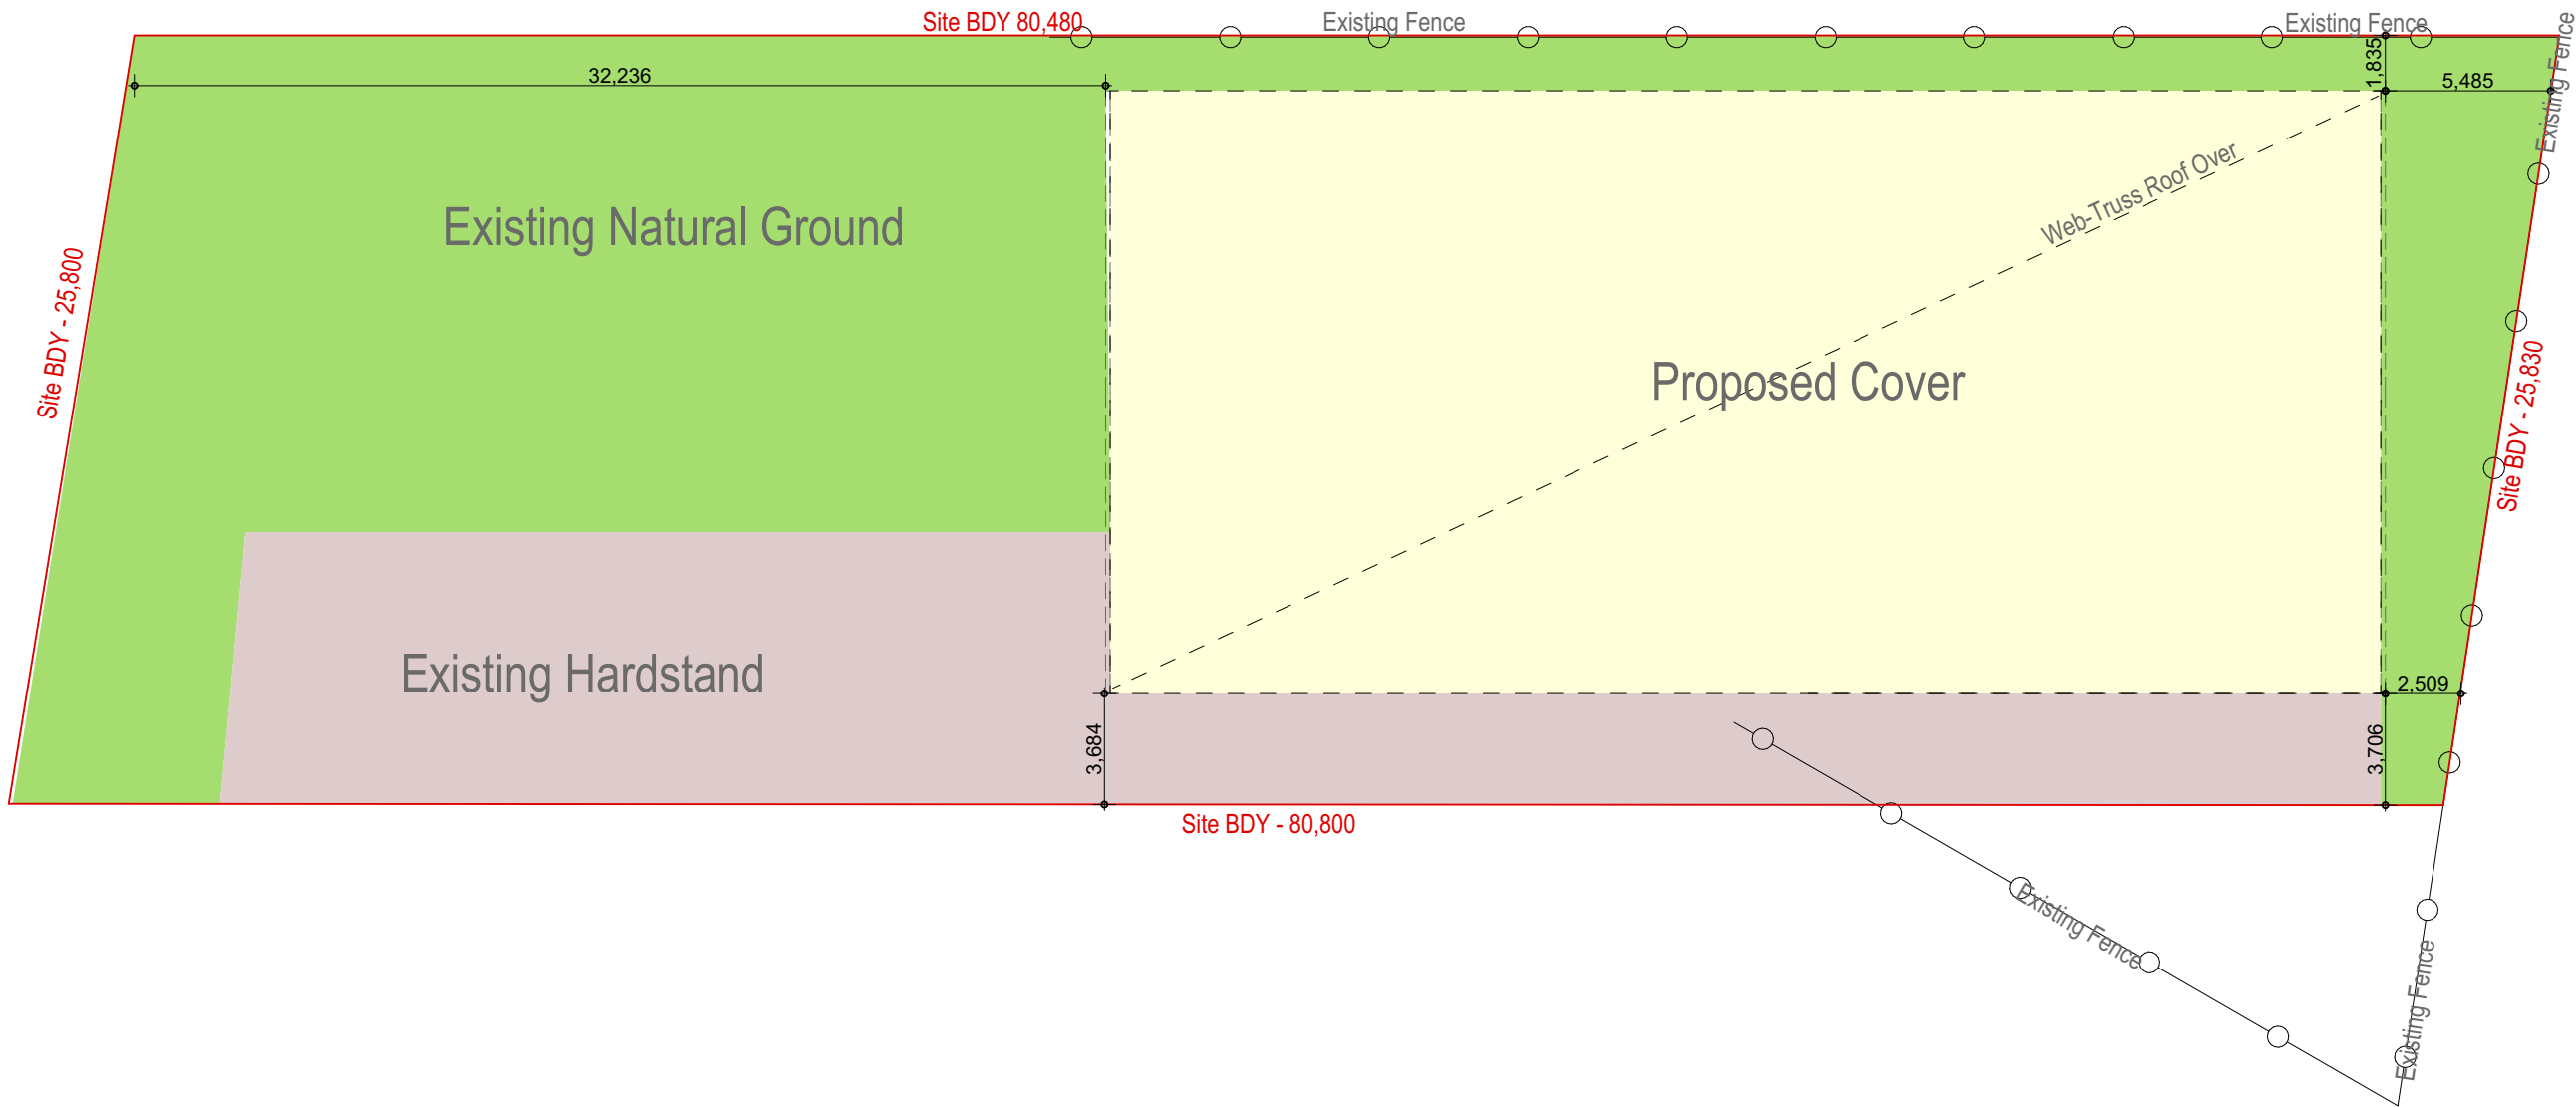 Site BDY 80,480
Existing Fence
Existing Fence
Existing Fence
32,236
1,835
5,485
Web-Truss Roof Over
Existing Natural Ground
Site BDY - 25,800
Proposed Cover
Site BDY - 25,830
Existing Hardstand
2,509
3,684
3,706
Site BDY - 80,800
Existing Fence
Existing Fence